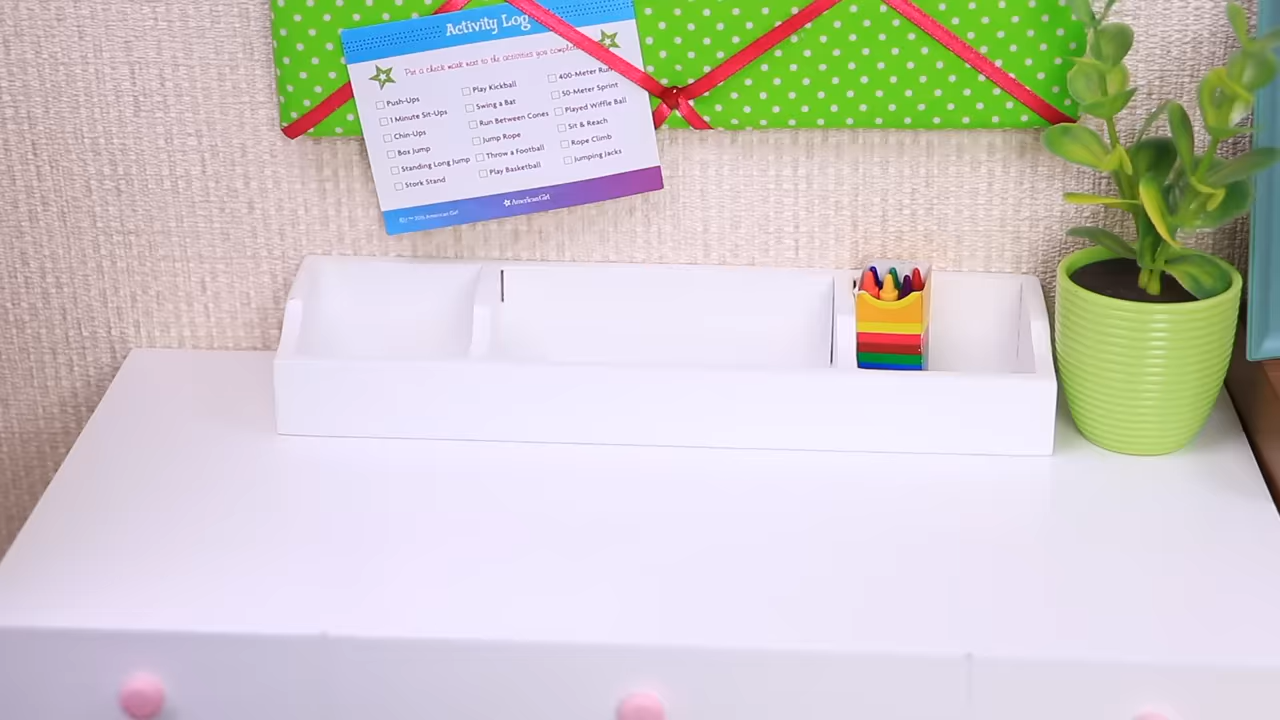 Activity Log
Put a check mark next to the activities you complete
Push-Ups
1 Minute Sit-Ups
Chin-Ups
Box Jump
Standing Long Jump
Stork Stand
Play Kickball
Swing a Bat
Run Between Cones
Jump Rope
Throw a Football
Play Basketball
400-Meter Run
50-Meter Sprint
Played Wiffle Ball
Sit & Reach
Rope Climb
Jumping Jacks
American Girl
American Girl